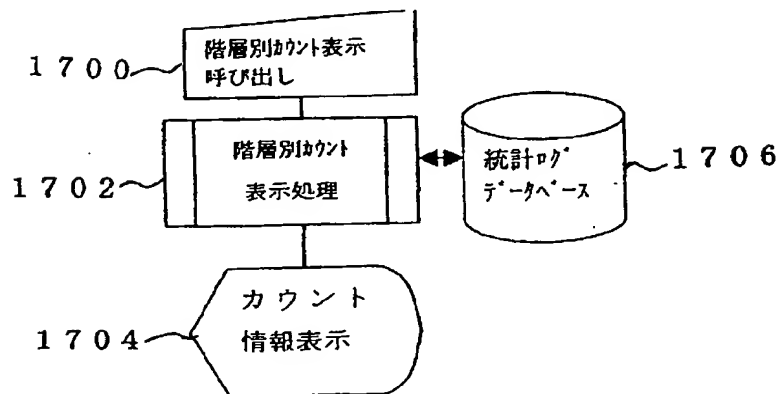 1700
階層別ｶｳﾝﾄ表示
呼び出し
1702
階層別ｶｳﾝﾄ
表示処理
統計ﾛｸﾞ
ﾃﾞｰﾀﾍﾞｰｽ
1706
1704
カウント
情報表示